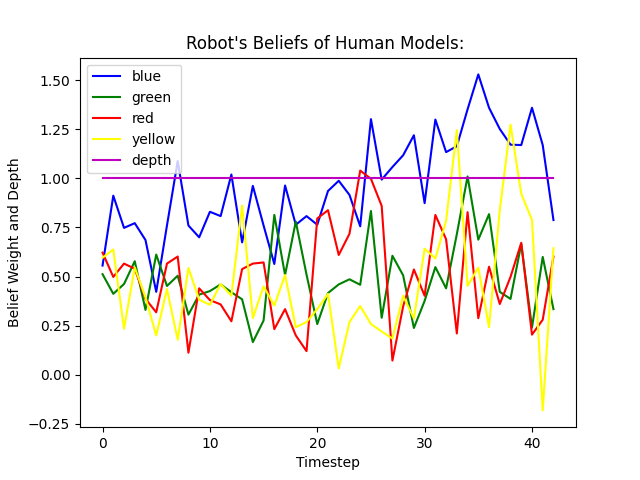 Robot's Beliefs of Human Models:
blue
green
red
yellow
depth
Belief Weight and Depth
1.50
1.25
1.00
0.75
0.50
0.25
0.00
−0.25
0
10
20
30
40
Timestep